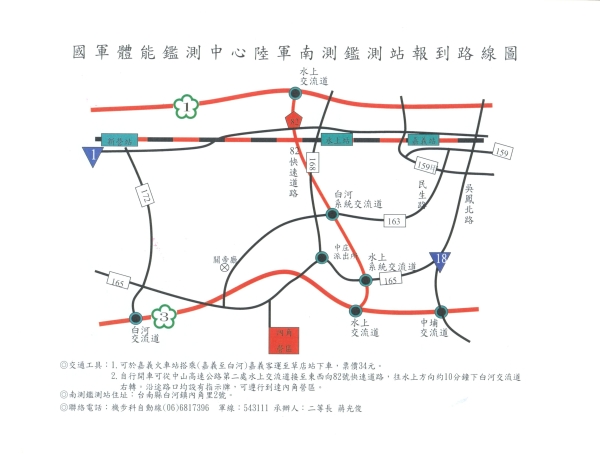 國軍體能鑑測中心陸軍南測鑑測站報到路線圖
水上
交流道
1
82
新營站
水上站
嘉義站
1
159
168
82
快速道路
159甲
172
民生路
吳鳳北路
白河
系統交流道
163
中庄
派出所
關帝廳
水上
系統交流道
18
165
165
3
白河
交流道
水上
交流道
中埔
交流道
內角
營區
◎交通工具：1.可於嘉義火車站搭乘(嘉義至白河)嘉義客運至草店站下車，票價34元。
2.自行開車可從中山高速公路第二處水上交流道接至東西向82號快速道路，往水上方向約10分鐘下白河交流道
右轉，沿途路口均設有指示牌，可遵行到達內角營區。
◎南測鑑測站住址：台南縣白河鎮內角里2號。
◎聯絡電話：機步科自動線(06)6817396 軍線：543111 承辦人：二等長 蔣光俊